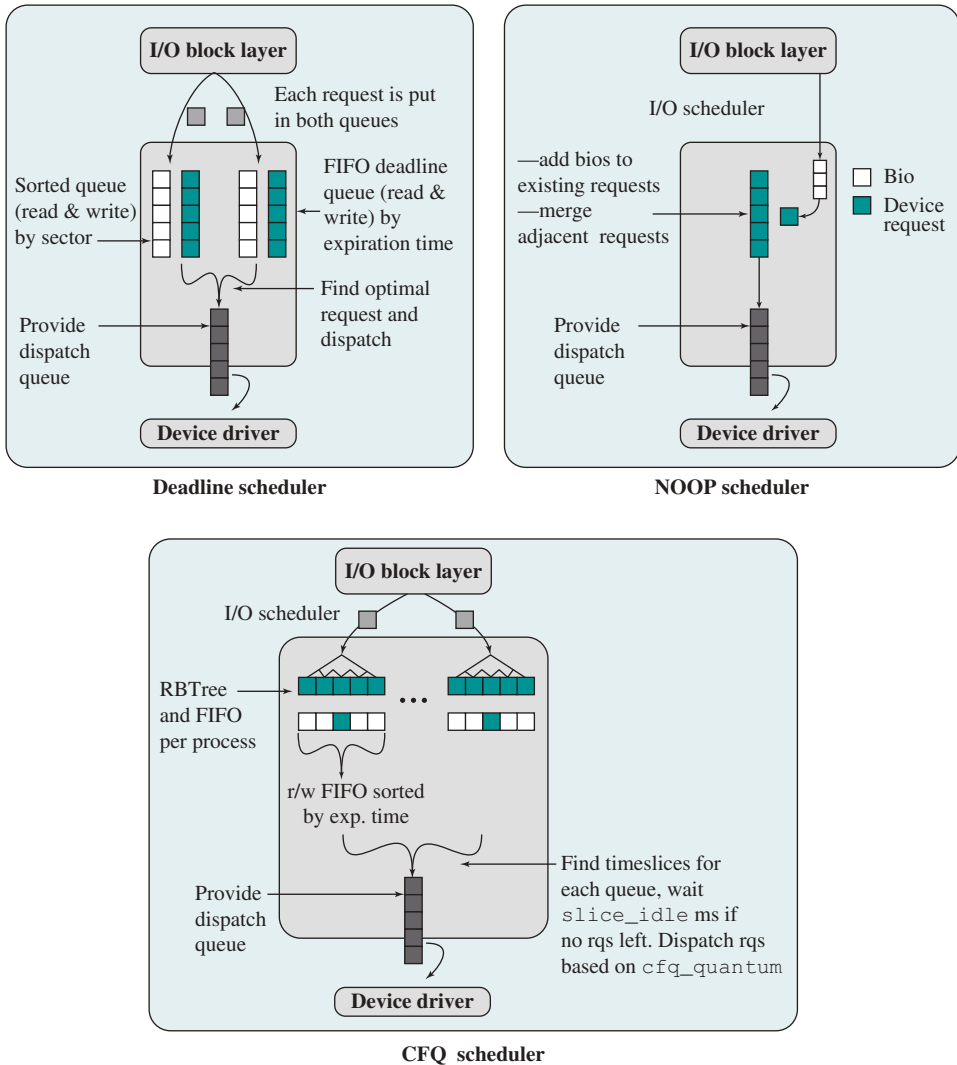 I/O block layer
Each request is put
in both queues
Sorted queue
(read & write)
by sector
FIFO deadline
queue (read &
write) by
expiration time
Find optimal
request and
dispatch
Provide
dispatch
queue
Device driver
Deadline scheduler
I/O block layer
I/O scheduler
—add bios to
existing requests
—merge
adjacent requests
Bio
Device
request
Provide
dispatch
queue
Device driver
NOOP scheduler
I/O block layer
I/O scheduler
RBTree
and FIFO
per process
...
r/w FIFO sorted
by exp. time
Provide
dispatch
queue
Find timeslices for
each queue, wait
slice_idle ms if
no rqs left. Dispatch rqs
based on cfq_quantum
Device driver
CFQ scheduler